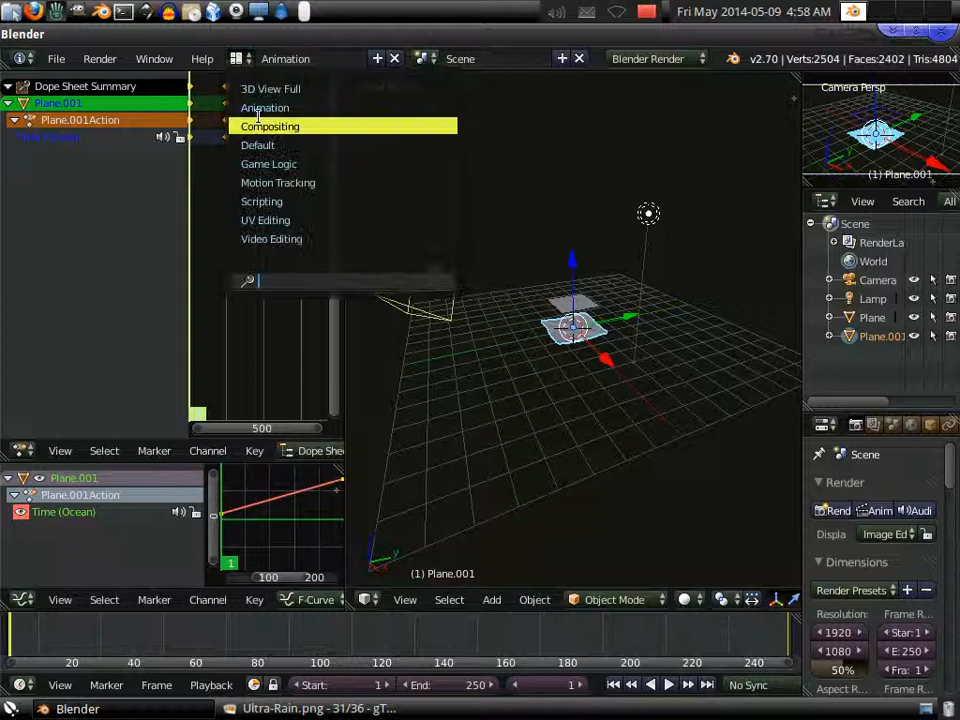 Fri May 2014-05-09 4:58 AM
Blender
File Render Window Help Animation Scene Blender Render v2.70 | Verts:2504 | Faces:2402 | Tris:4804
Dope Sheet Summary
Plane.001
Plane.001Action
Time (Ocean)
3D View Full
Animation
Compositing
Default
Game Logic
Motion Tracking
Scripting
UV Editing
Video Editing
Camera Persp
(1) Plane.001
View Search All
Scene
RenderLa
World
Camera
Lamp
Plane
Plane.001
500
View Select Marker Channel Key Dope Shee
Plane.001
Plane.001Action
Time (Ocean)
1
100 200
z
y
x
(1) Plane.001
View Select Marker Channel Key F-Curve
View Select Add Object Object Mode
Scene
Render
Rend Anim Audi
Displa Image Ed
Dimensions
Render Presets
Resolution: Frame R...
1920 Star: 1
1080 E: 250
50% Fra: 1
Aspect R Frame R...
20 40 60 80 100 120 140 160 180 200 220 240
View Marker Frame Playback Start: 1 End: 250 1 No Sync
Blender Ultra-Rain.png - 31/36 - gT...